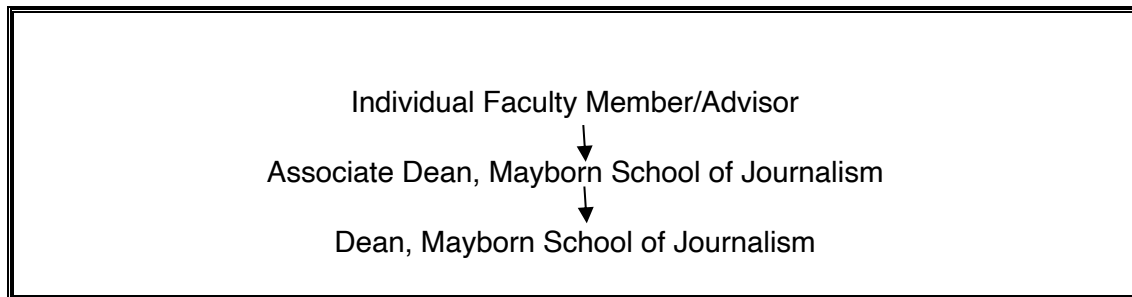 Individual Faculty Member/Advisor
Associate Dean, Mayborn School of Journalism
Dean, Mayborn School of Journalism